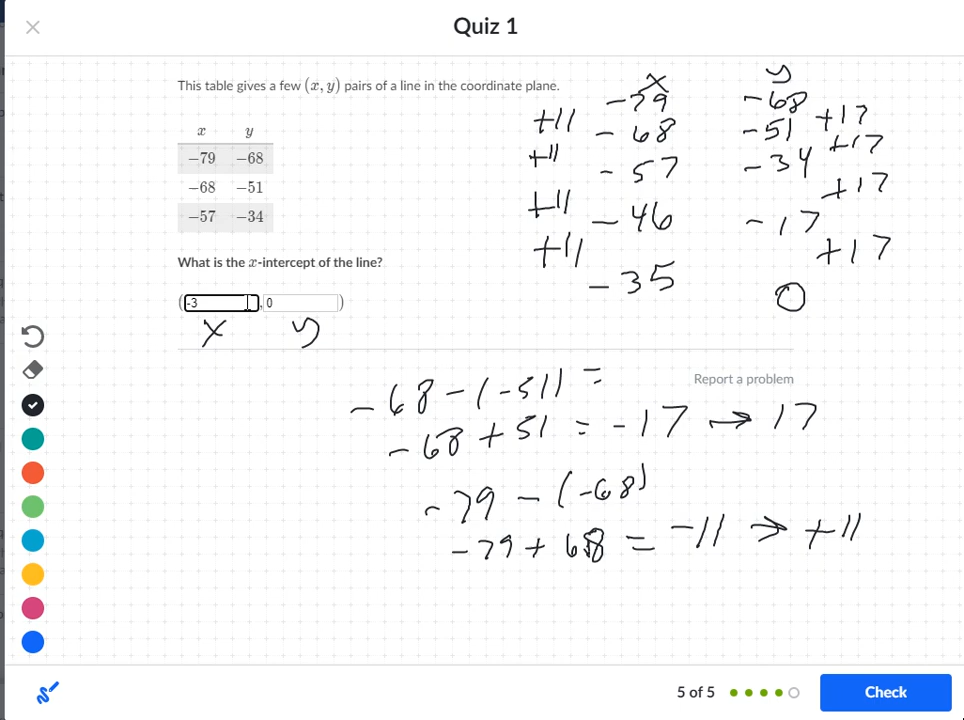 Quiz 1
This table gives a few (x, y) pairs of a line in the coordinate plane.
x y
−79 −68
−68 −51
−57 −34
What is the x-intercept of the line?
(-3, 0)
x y
x y
-79 -68
+11 -68 -51 +17
+11 -57 -34 +17
+11 -46 -17 +17
+11 -35 0 +17
Report a problem
-68-(-51) =
-68 + 51 = -17 → 17
-79 - (-68)
-79 + 68 = -11 → +11
5 of 5
Check